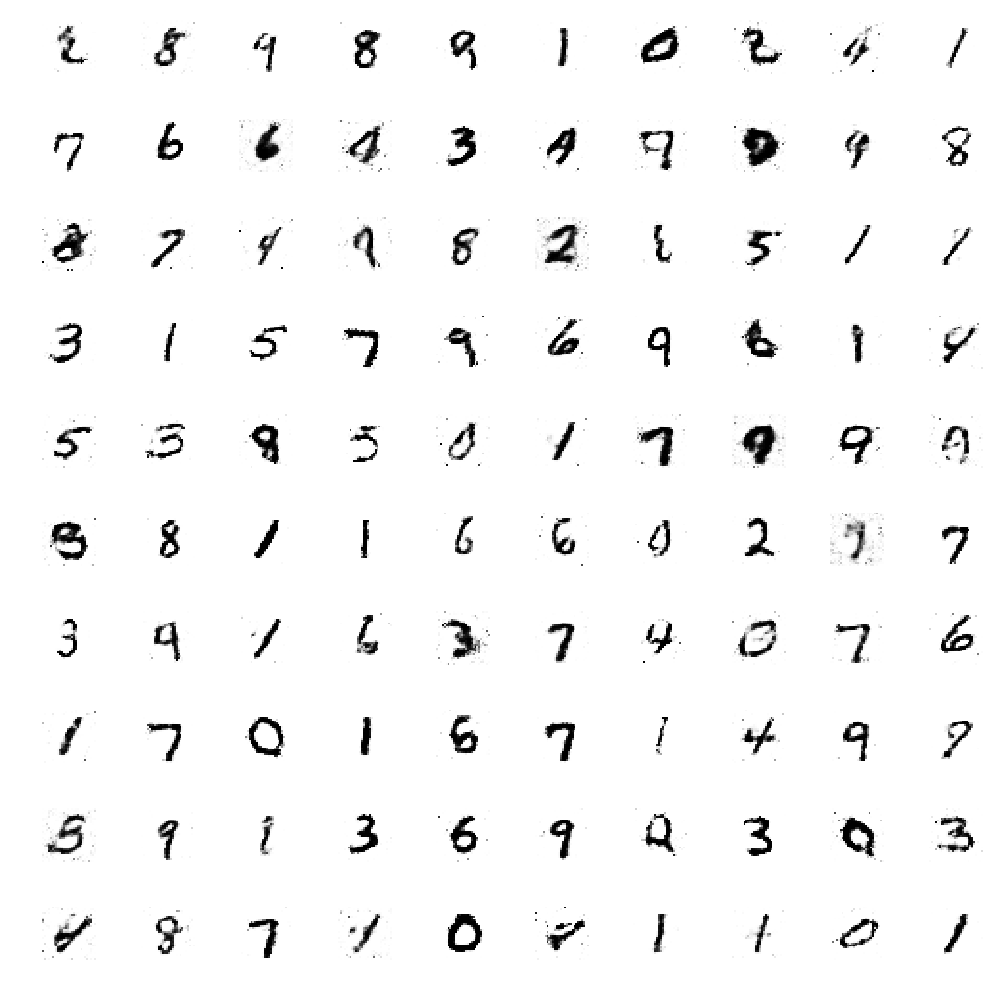 8 9 8 9 1 0 2 4 1
7 6 6 4 3 4 9 4 8
7 4 9 8 2 5 1 1
3 1 5 7 9 6 9 6 1 4
5 3 8 5 0 1 7 9 9
8 8 1 1 6 6 0 2 9 7
3 9 1 6 3 7 4 0 7 6
1 7 0 1 6 7 1 4 9 9
9 1 3 6 9 3 0 3
8 7 0 1 1 0 1